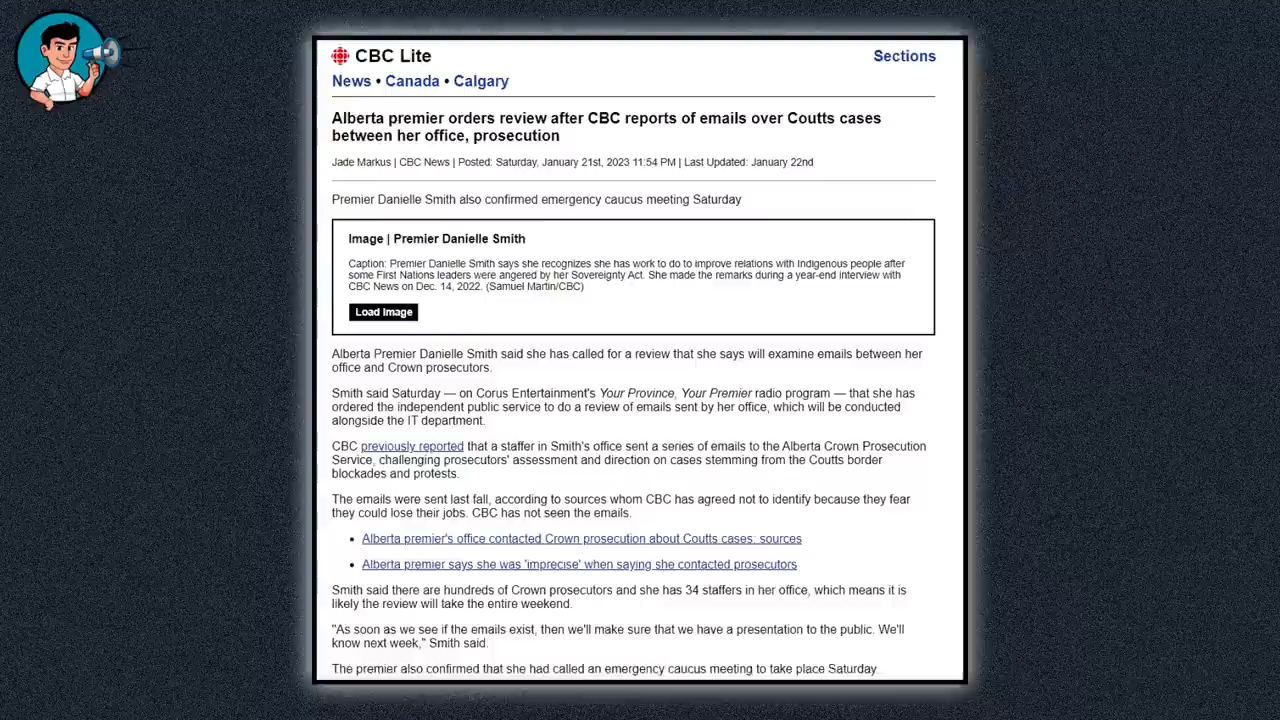 CBC Lite
Sections
News • Canada • Calgary
Alberta premier orders review after CBC reports of emails over Coutts cases
between her office, prosecution
Jade Markus | CBC News | Posted: Saturday, January 21st, 2023 11:54 PM | Last Updated: January 22nd
Premier Danielle Smith also confirmed emergency caucus meeting Saturday
Image | Premier Danielle Smith
Caption: Premier Danielle Smith says she recognizes she has work to do to improve relations with Indigenous people after
some First Nations leaders were angered by her Sovereignty Act. She made the remarks during a year-end interview with
CBC News on Dec. 14, 2022. (Samuel Martin/CBC)
Load Image
Alberta Premier Danielle Smith said she has called for a review that she says will examine emails between her
office and Crown prosecutors.
Smith said Saturday — on Corus Entertainment's Your Province, Your Premier radio program — that she has
ordered the independent public service to do a review of emails sent by her office, which will be conducted
alongside the IT department.
CBC previously reported that a staffer in Smith's office sent a series of emails to the Alberta Crown Prosecution
Service, challenging prosecutors' assessment and direction on cases stemming from the Coutts border
blockades and protests.
The emails were sent last fall, according to sources whom CBC has agreed not to identify because they fear
they could lose their jobs. CBC has not seen the emails.
• Alberta premier's office contacted Crown prosecution about Coutts cases: sources
• Alberta premier says she was 'imprecise' when saying she contacted prosecutors
Smith said there are hundreds of Crown prosecutors and she has 34 staffers in her office, which means it is
likely the review will take the entire weekend.
"As soon as we see if the emails exist, then we'll make sure that we have a presentation to the public. We'll
know next week," Smith said.
The premier also confirmed that she had called an emergency caucus meeting to take place Saturday.